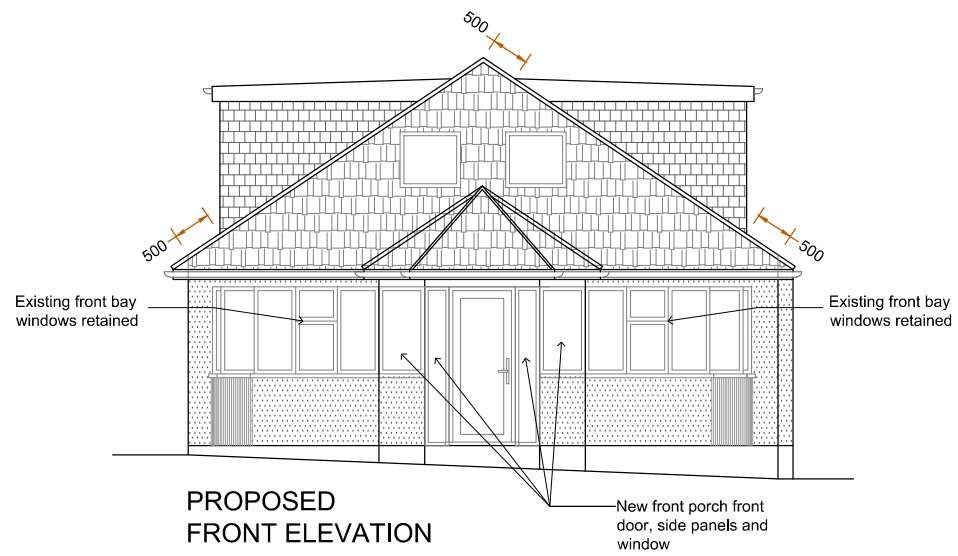 500
500
500
Existing front bay
windows retained
Existing front bay
windows retained
PROPOSED
FRONT ELEVATION
New front porch front
door, side panels and
window